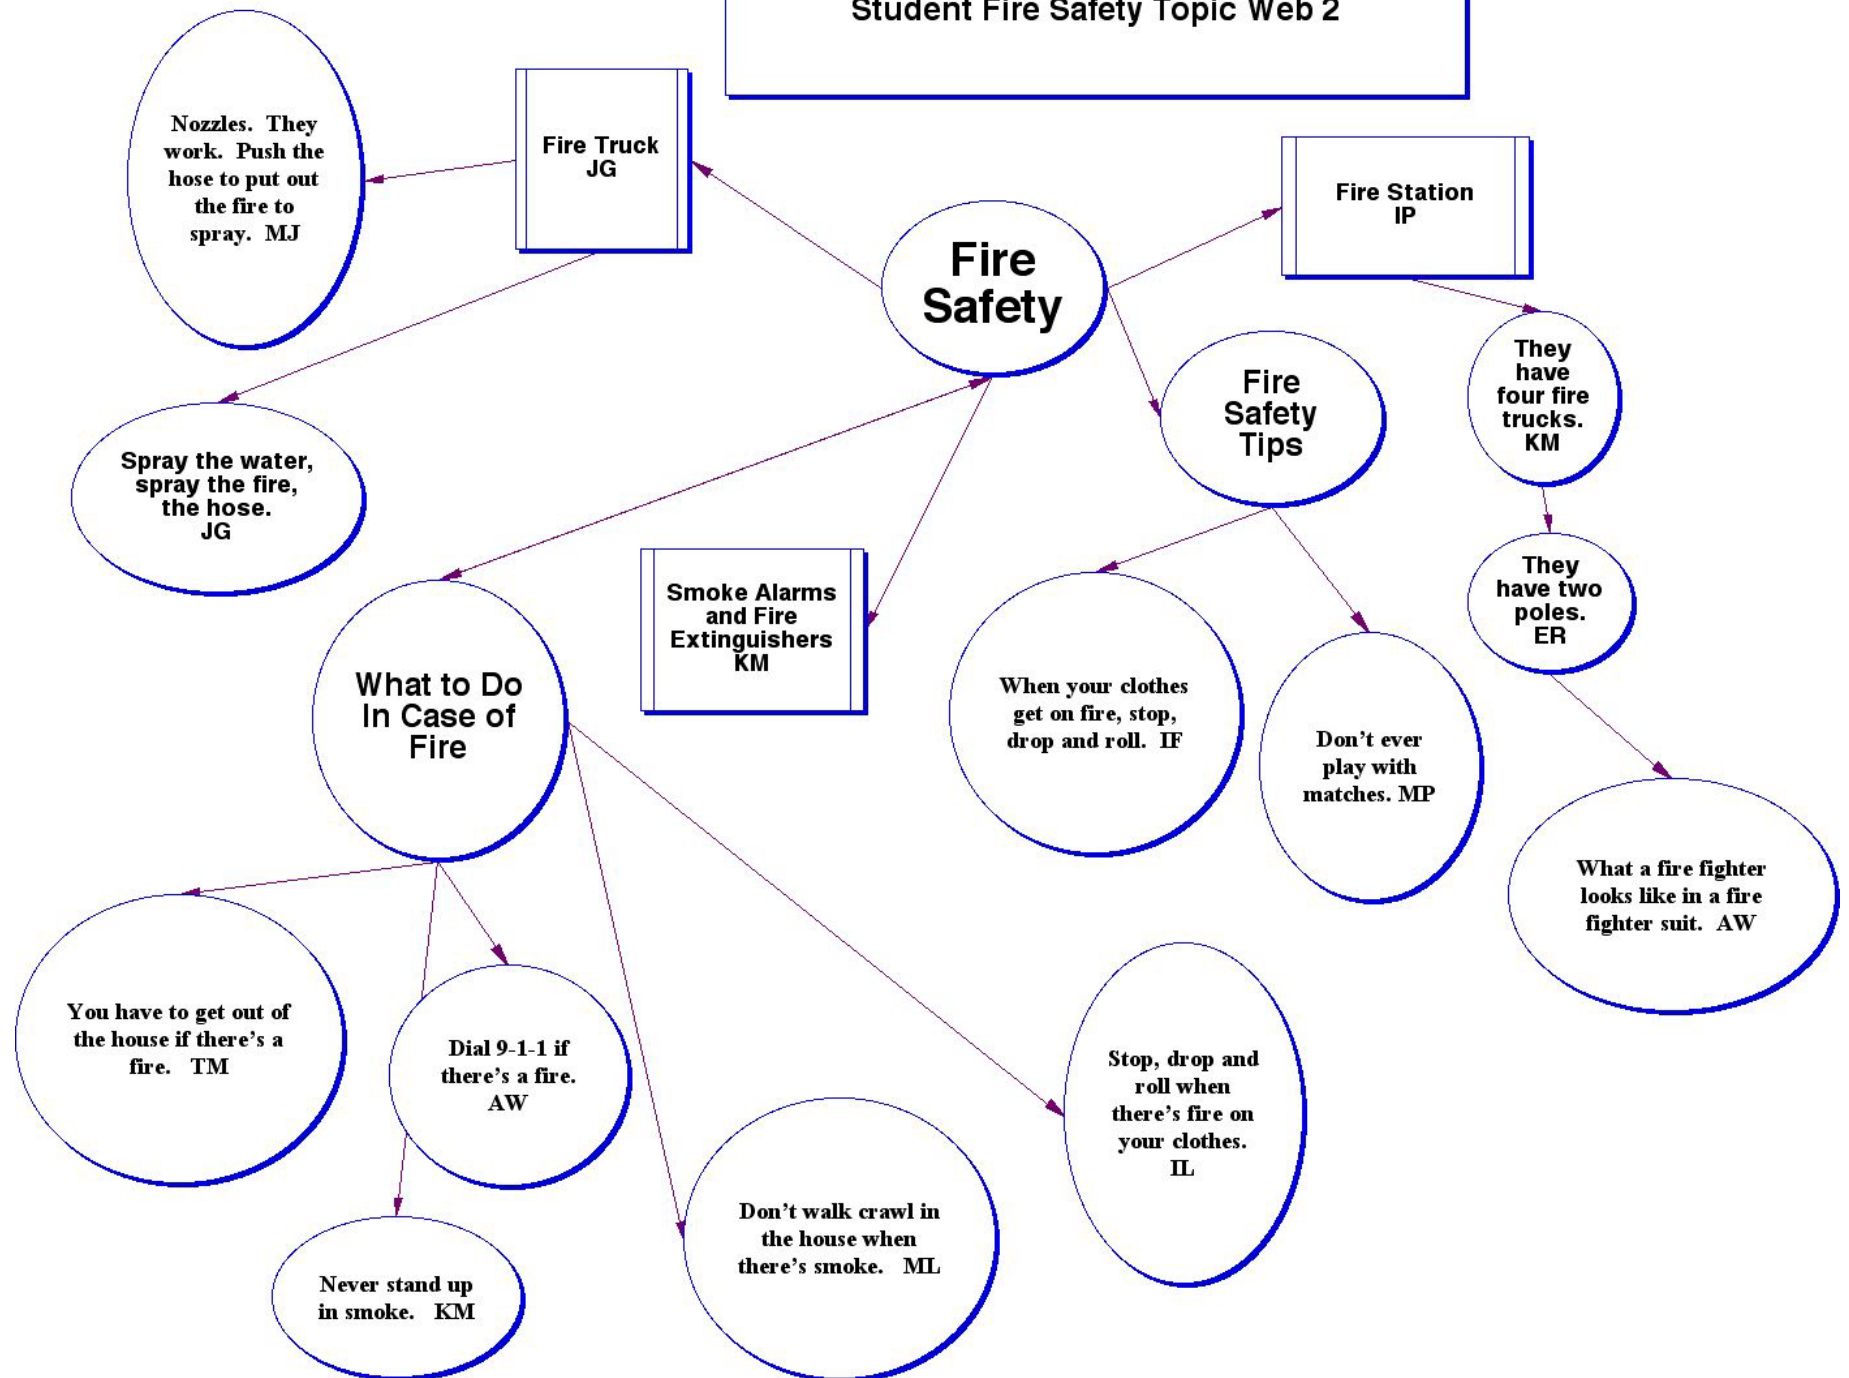 Student Fire Safety Topic Web 2
Nozzles. They
work. Push the
hose to put out
the fire to
spray. MJ
Fire Truck
JG
Fire Station
IP
Fire
Safety
They
have
four fire
trucks.
KM
Fire
Safety
Tips
Spray the water,
spray the fire,
the hose.
JG
They
have two
poles.
ER
Smoke Alarms
and Fire
Extinguishers
KM
What to Do
In Case of
Fire
When your clothes
get on fire, stop,
drop and roll. IF
Don't ever
play with
matches. MP
What a fire fighter
looks like in a fire
fighter suit. AW
You have to get out of
the house if there's a
fire. TM
Dial 9-1-1 if
there's a fire.
AW
Stop, drop and
roll when
there's fire on
your clothes.
IL
Don't walk crawl in
the house when
there's smoke. ML
Never stand up
in smoke. KM